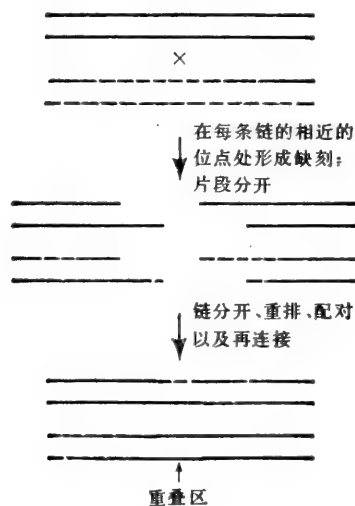 ×
在每条链的相近的
位点处形成缺刻;
片段分开
链分开、重排、配对
以及再连接
重叠区